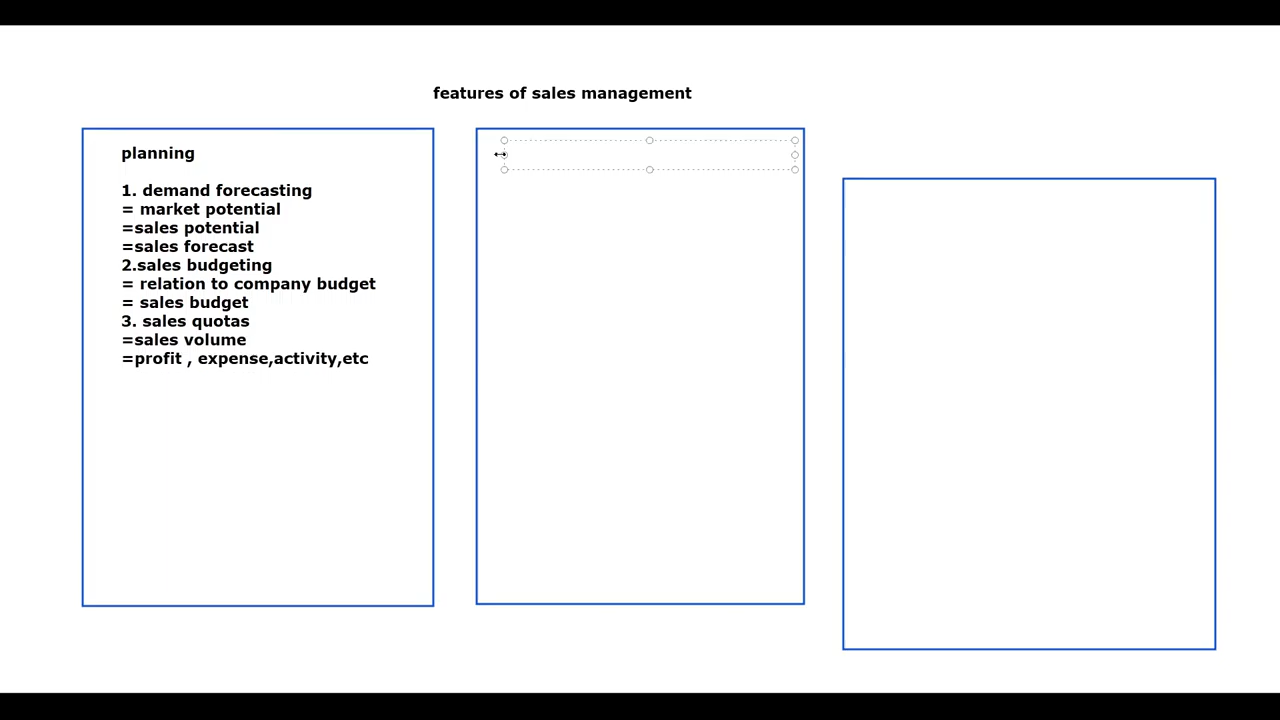 features of sales management
planning
1. demand forecasting
= market potential
=sales potential
=sales forecast
2.sales budgeting
= relation to company budget
= sales budget
3. sales quotas
=sales volume
=profit , expense,activity,etc